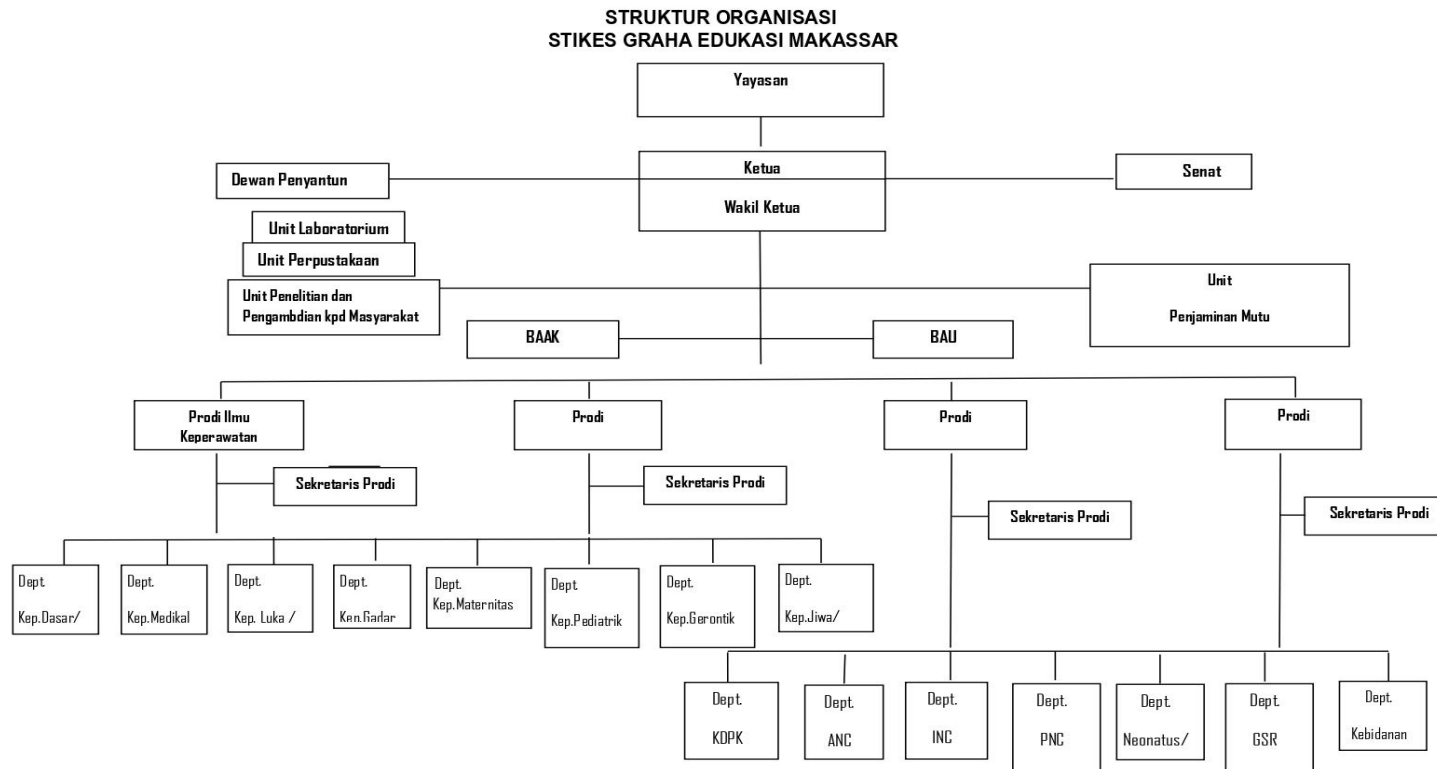 STRUKTUR ORGANISASI
STIKES GRAHA EDUKASI MAKASSAR
Yayasan
Ketua
Dewan Penyantun
Senat
Wakil Ketua
Unit Laboratorium
Unit Perpustakaan
Unit Penelitian dan
Pengambdian kpd Masyarakat
Unit
Penjaminan Mutu
BAAK
BAU
Prodi Ilmu
Keperawatan
Prodi
Prodi
Prodi
Sekretaris Prodi
Sekretaris Prodi
Sekretaris Prodi
Sekretaris Prodi
Dept.
Kep.Dasar/
Dept.
Kep.Medikal
Dept.
Kep. Luka /
Dept.
Kep.Gadar
Dept.
Kep.Maternitas
Dept.
Kep.Pediatrik
Dept.
Kep.Gerontik
Dept.
Kep.Jiwa/
Dept.
KDPK
Dept.
ANC
Dept.
INC
Dept.
PNC
Dept.
Neonatus/
Dept.
GSR
Dept.
Kebidanan